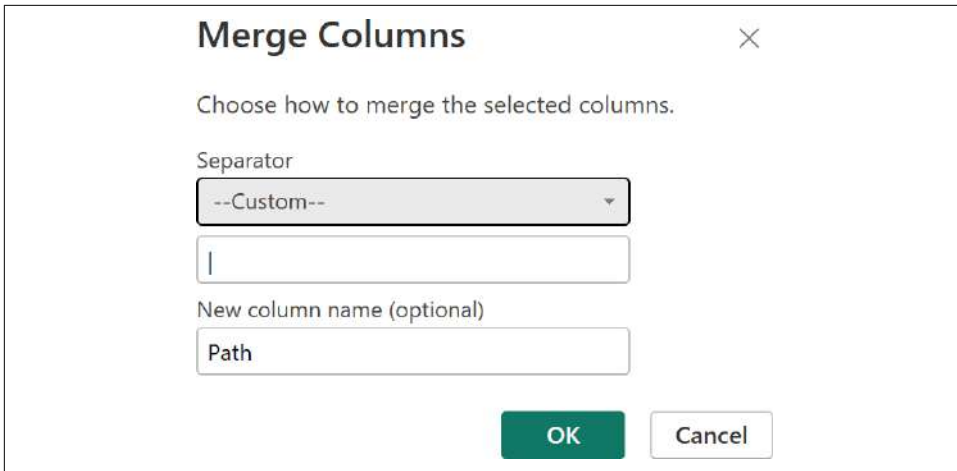 Merge Columns
Choose how to merge the selected columns.
Separator
--Custom--
|
New column name (optional)
Path
OK Cancel